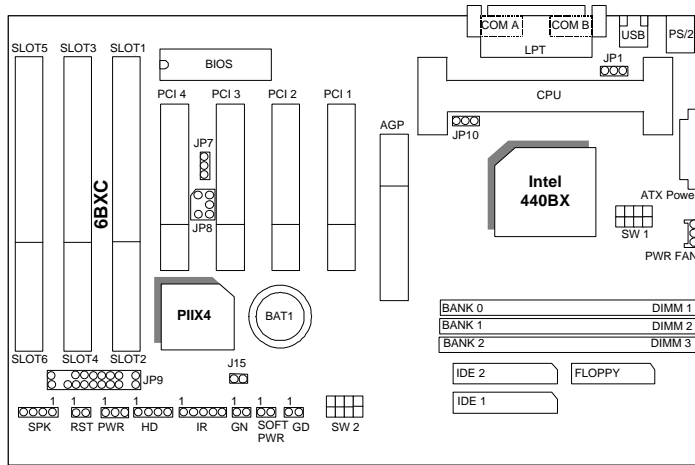 COM A COM B USB PS/2
LPT
SLOT5 SLOT3 SLOT1
BIOS
JP1
PCI 4 PCI 3 PCI 2 PCI 1
CPU
AGP
JP10
JP7
6BXC
Intel
440BX
ATX Power
JP8
SW 1
PWR FAN
PIIX4
BAT1
BANK 0 DIMM 1
BANK 1 DIMM 2
BANK 2 DIMM 3
SLOT6 SLOT4 SLOT2
J15
JP9
IDE 2 FLOPPY
IDE 1
1 1 1 1 1 1 1 1
SPK RST PWR HD IR GN SOFT PWR GD SW 2